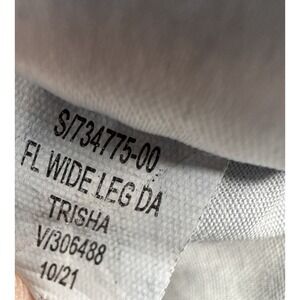 S/734775-00
FL WIDE LEG DA
TRISHA
V/306488
10/21